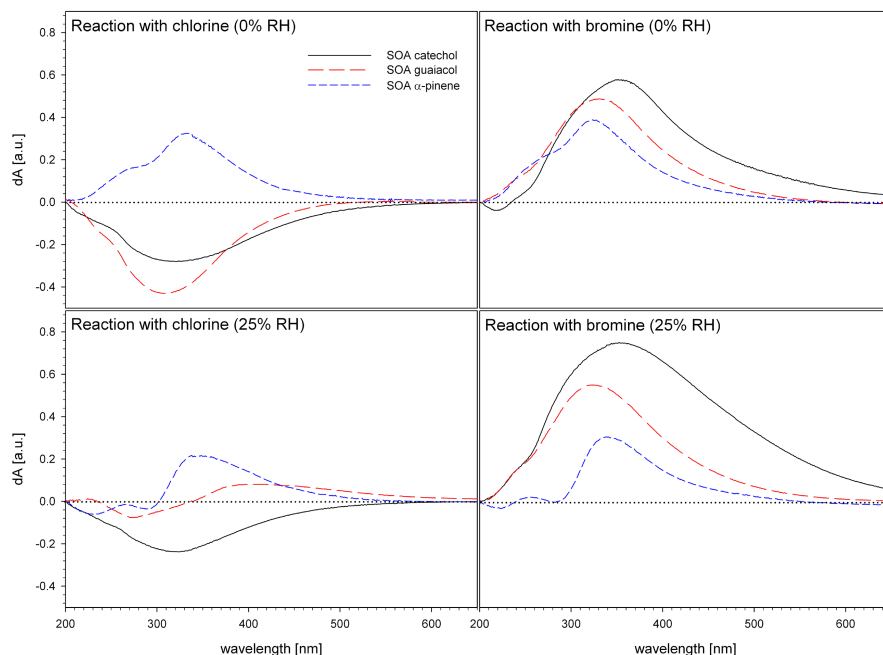 Reaction with chlorine (0% RH)
Reaction with bromine (0% RH)
SOA catechol
SOA guaiacol
SOA α-pinene
dA [a.u.]
0.8
0.6
0.4
0.2
0.0
-0.2
-0.4
Reaction with chlorine (25% RH)
Reaction with bromine (25% RH)
dA [a.u.]
0.8
0.6
0.4
0.2
0.0
-0.2
-0.4
200 300 400 500 600 200 300 400 500 600
wavelength [nm] wavelength [nm]